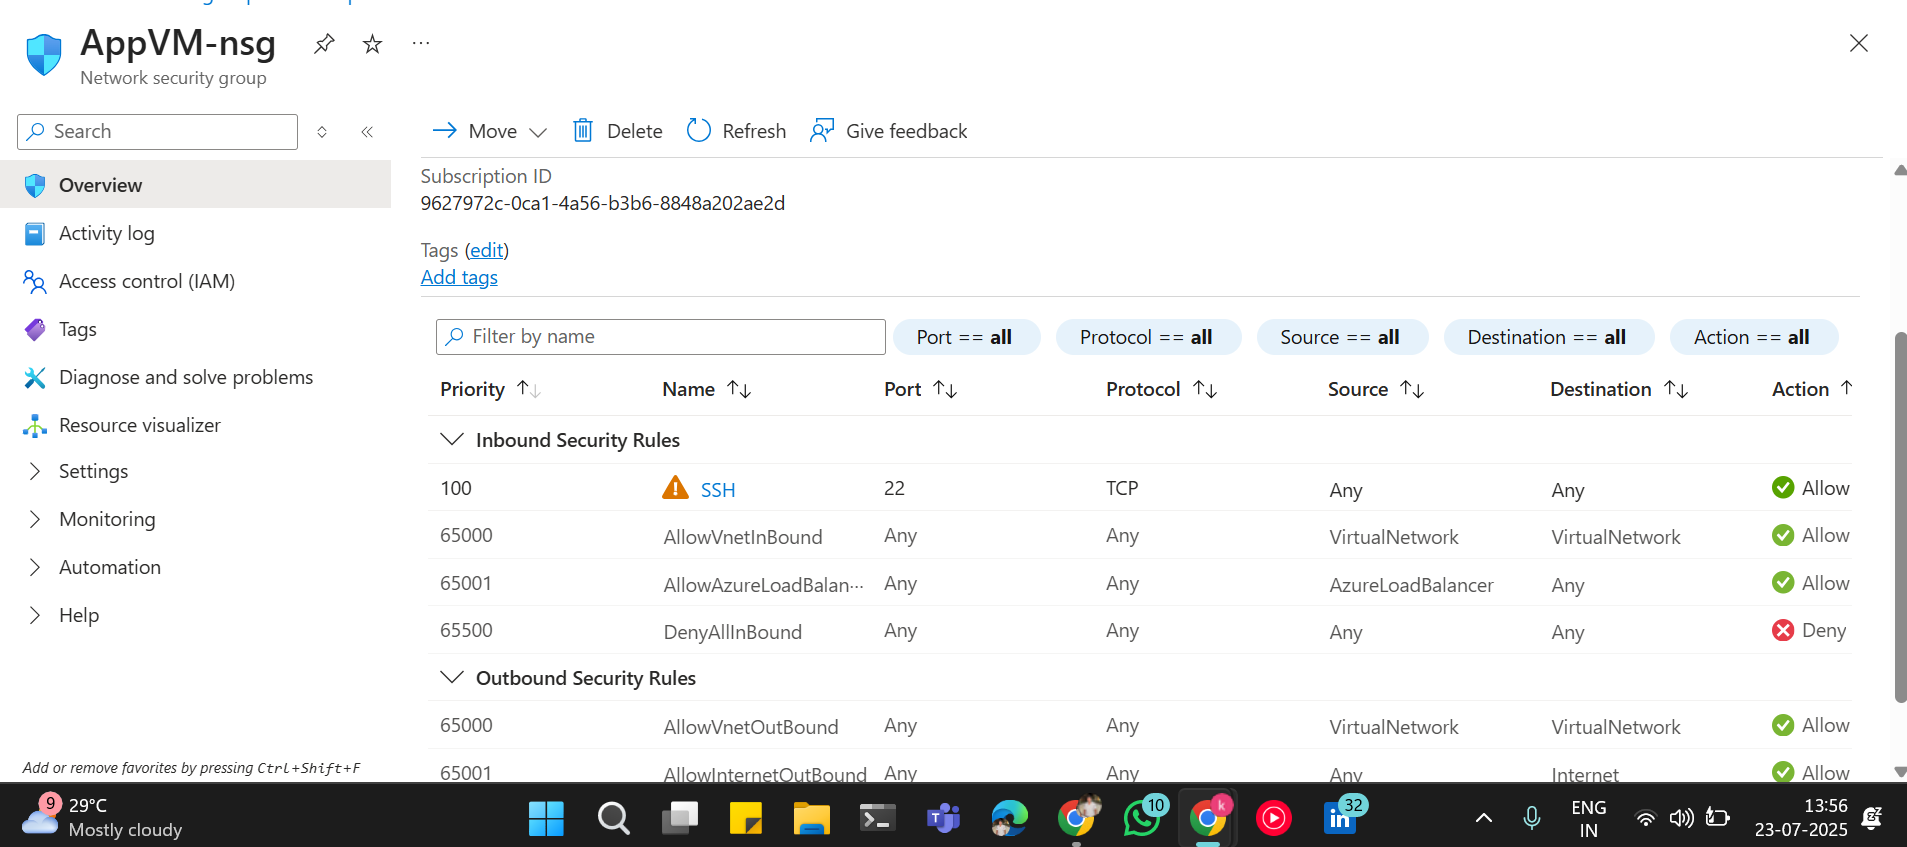 AppVM-nsg
Network security group
Search
Move
Delete
Refresh
Give feedback
Overview
Activity log
Access control (IAM)
Tags
Diagnose and solve problems
Resource visualizer
Settings
Monitoring
Automation
Help
Add or remove favorites by pressing Ctrl+Shift+F
Subscription ID
9627972c-0ca1-4a56-b3b6-8848a202ae2d
Tags (edit)
Add tags
Filter by name
Port == all
Protocol == all
Source == all
Destination == all
Action == all
Priority Name Port Protocol Source Destination Action
Inbound Security Rules
100 SSH 22 TCP Any Any Allow
65000 AllowVnetInBound Any Any VirtualNetwork VirtualNetwork Allow
65001 AllowAzureLoadBalan... Any Any AzureLoadBalancer Any Allow
65500 DenyAllInBound Any Any Any Any Deny
Outbound Security Rules
65000 AllowVnetOutBound Any Any VirtualNetwork VirtualNetwork Allow
65001 AllowInternetOutBound Any Any Any Internet Allow
9
29°C
Mostly cloudy
k
10
32
ENG
IN
13:56
23-07-2025